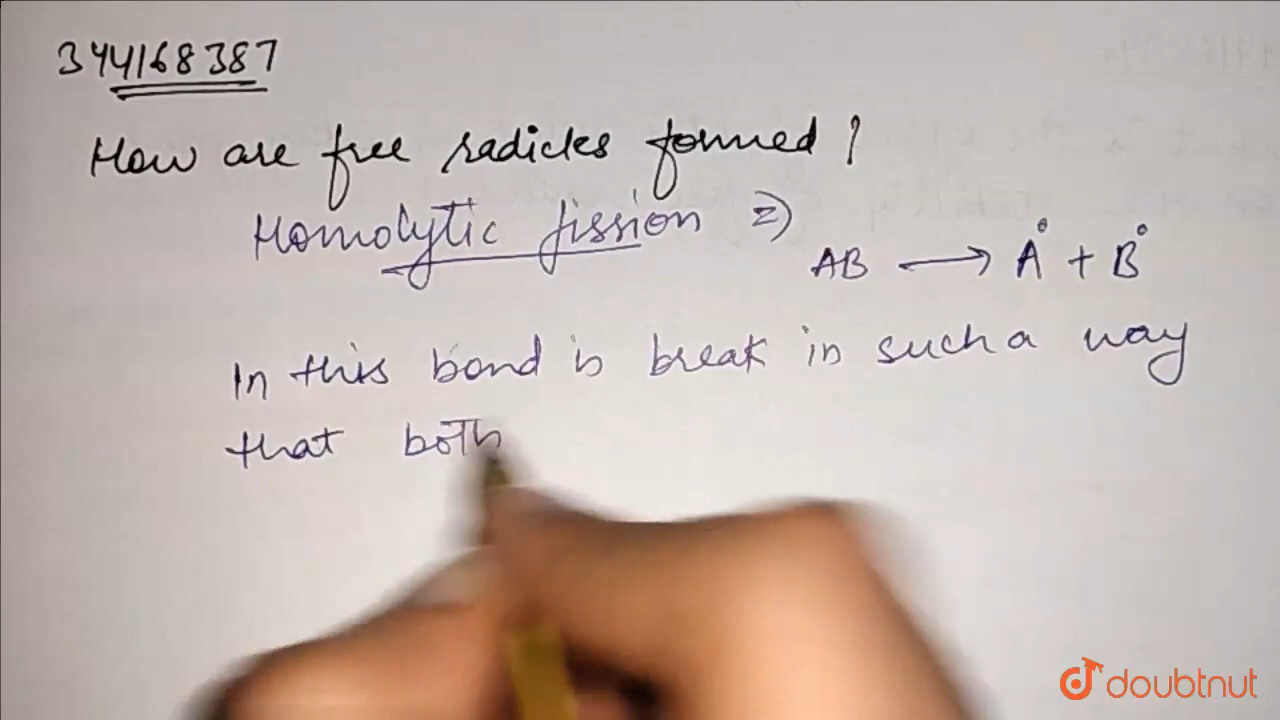 344168387
How are free radicles formed ?
Homolytic fission ⇒
AB → A° + B°
In this bond is break in such a way
that both
doubtnut